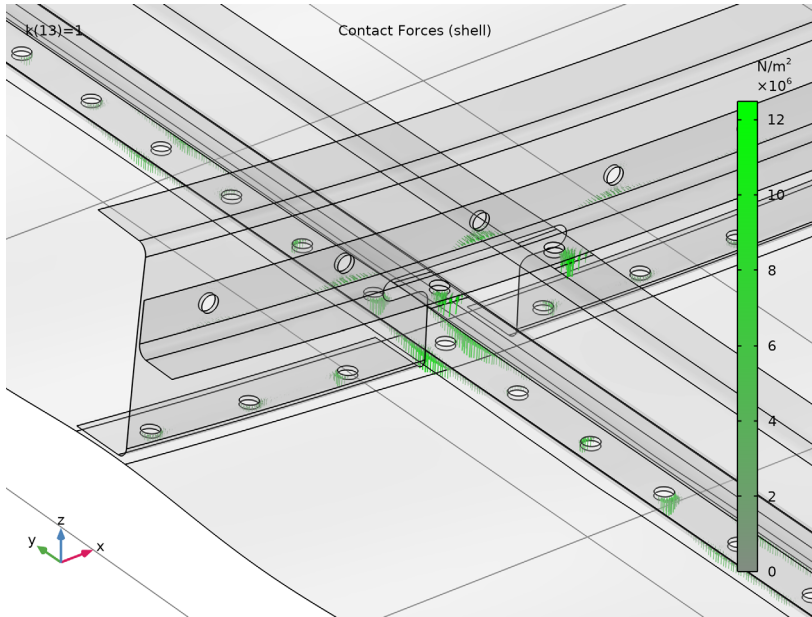 k(13)=1
Contact Forces (shell)
N/m²
×10⁶
12
10
8
6
4
2
0
z
y
x